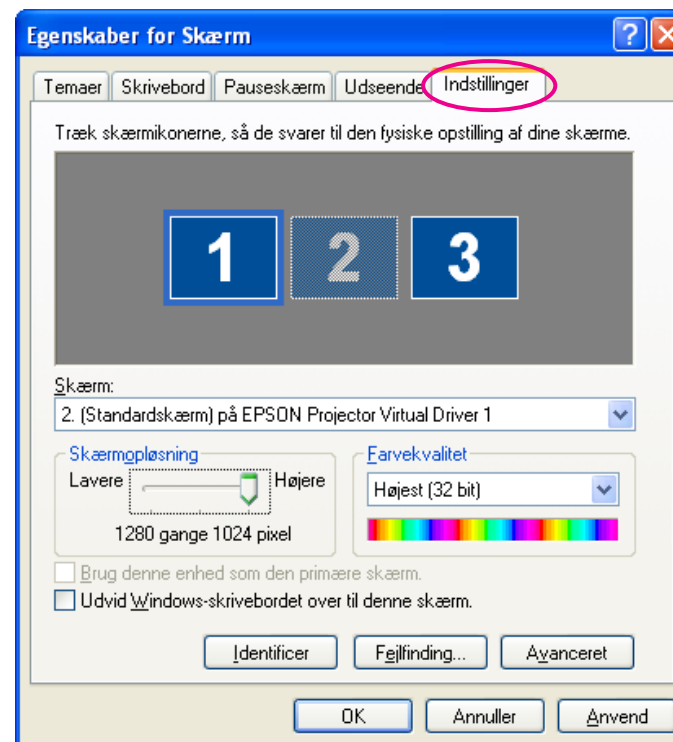 Egenskaber for Skærm
Temaer Skrivebord Pauseskærm Udseende Indstillinger
Træk skærmikonerne, så de svarer til den fysiske opstilling af dine skærme.
1 2 3
Skærm:
2. (Standardskærm) på EPSON Projector Virtual Driver 1
Skærmopløsning Farvekvalitet
Lavere Højere Højest (32 bit)
1280 gange 1024 pixel
Brug denne enhed som den primære skærm.
Udvid Windows-skrivebordet over til denne skærm.
Identificer Fejlfinding... Avanceret
OK Annuller Anvend